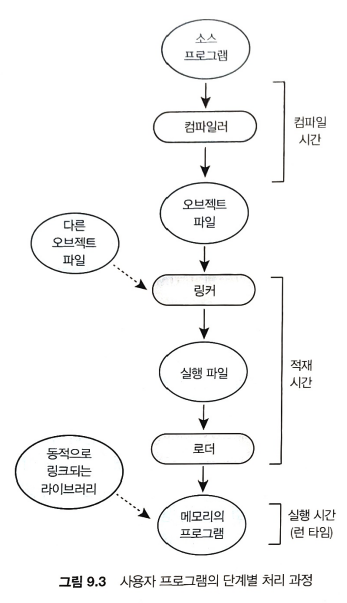 소스
프로그램
컴파일러
컴파일
시간
오브젝트
파일
다른
오브젝트
파일
링커
실행 파일
적재
시간
로더
동적으로
링크되는
라이브러리
메모리의
프로그램
실행 시간
(런 타임)
그림 9.3 사용자 프로그램의 단계별 처리 과정